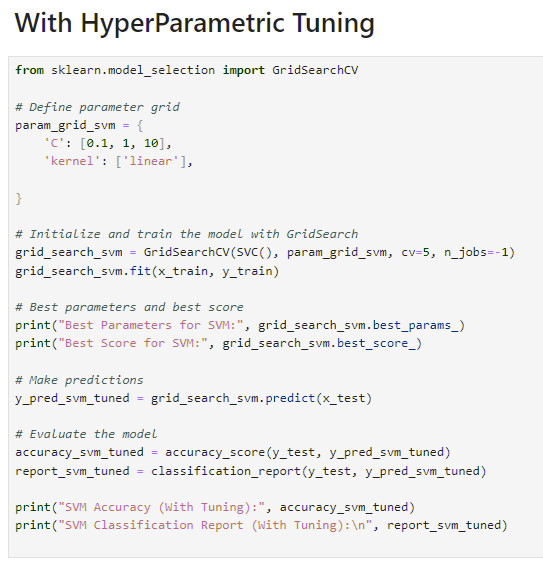 With HyperParametric Tuning
from sklearn.model_selection import GridSearchCV
# Define parameter grid
param_grid_svm = {
    'C': [0.1, 1, 10],
    'kernel': ['linear'],
}
# Initialize and train the model with GridSearch
grid_search_svm = GridSearchCV(SVC(), param_grid_svm, cv=5, n_jobs=-1)
grid_search_svm.fit(x_train, y_train)
# Best parameters and best score
print("Best Parameters for SVM:", grid_search_svm.best_params_)
print("Best Score for SVM:", grid_search_svm.best_score_)
# Make predictions
y_pred_svm_tuned = grid_search_svm.predict(x_test)
# Evaluate the model
accuracy_svm_tuned = accuracy_score(y_test, y_pred_svm_tuned)
report_svm_tuned = classification_report(y_test, y_pred_svm_tuned)
print("SVM Accuracy (With Tuning):", accuracy_svm_tuned)
print("SVM Classification Report (With Tuning):\n", report_svm_tuned)